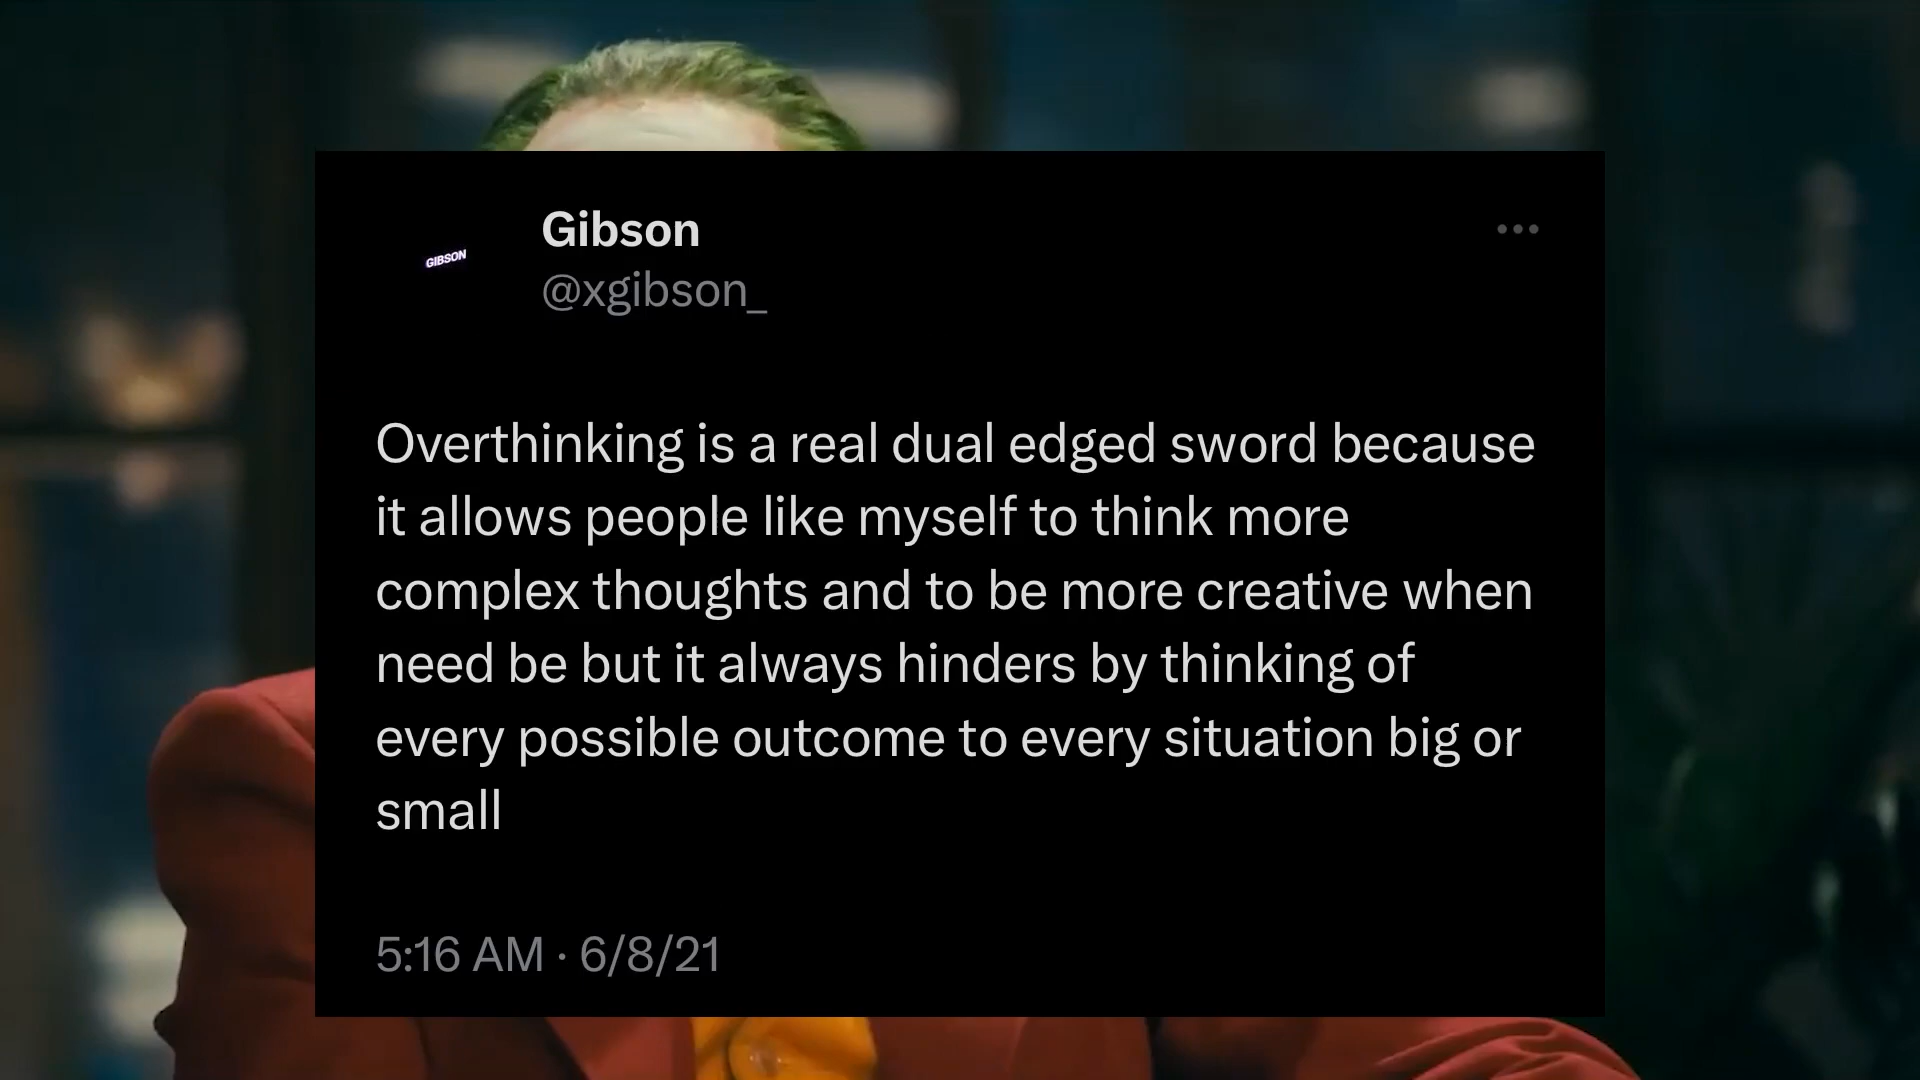 Gibson
GIBSON
@xgibson_
Overthinking is a real dual edged sword because
it allows people like myself to think more
complex thoughts and to be more creative when
need be but it always hinders by thinking of
every possible outcome to every situation big or
small
5:16 AM · 6/8/21